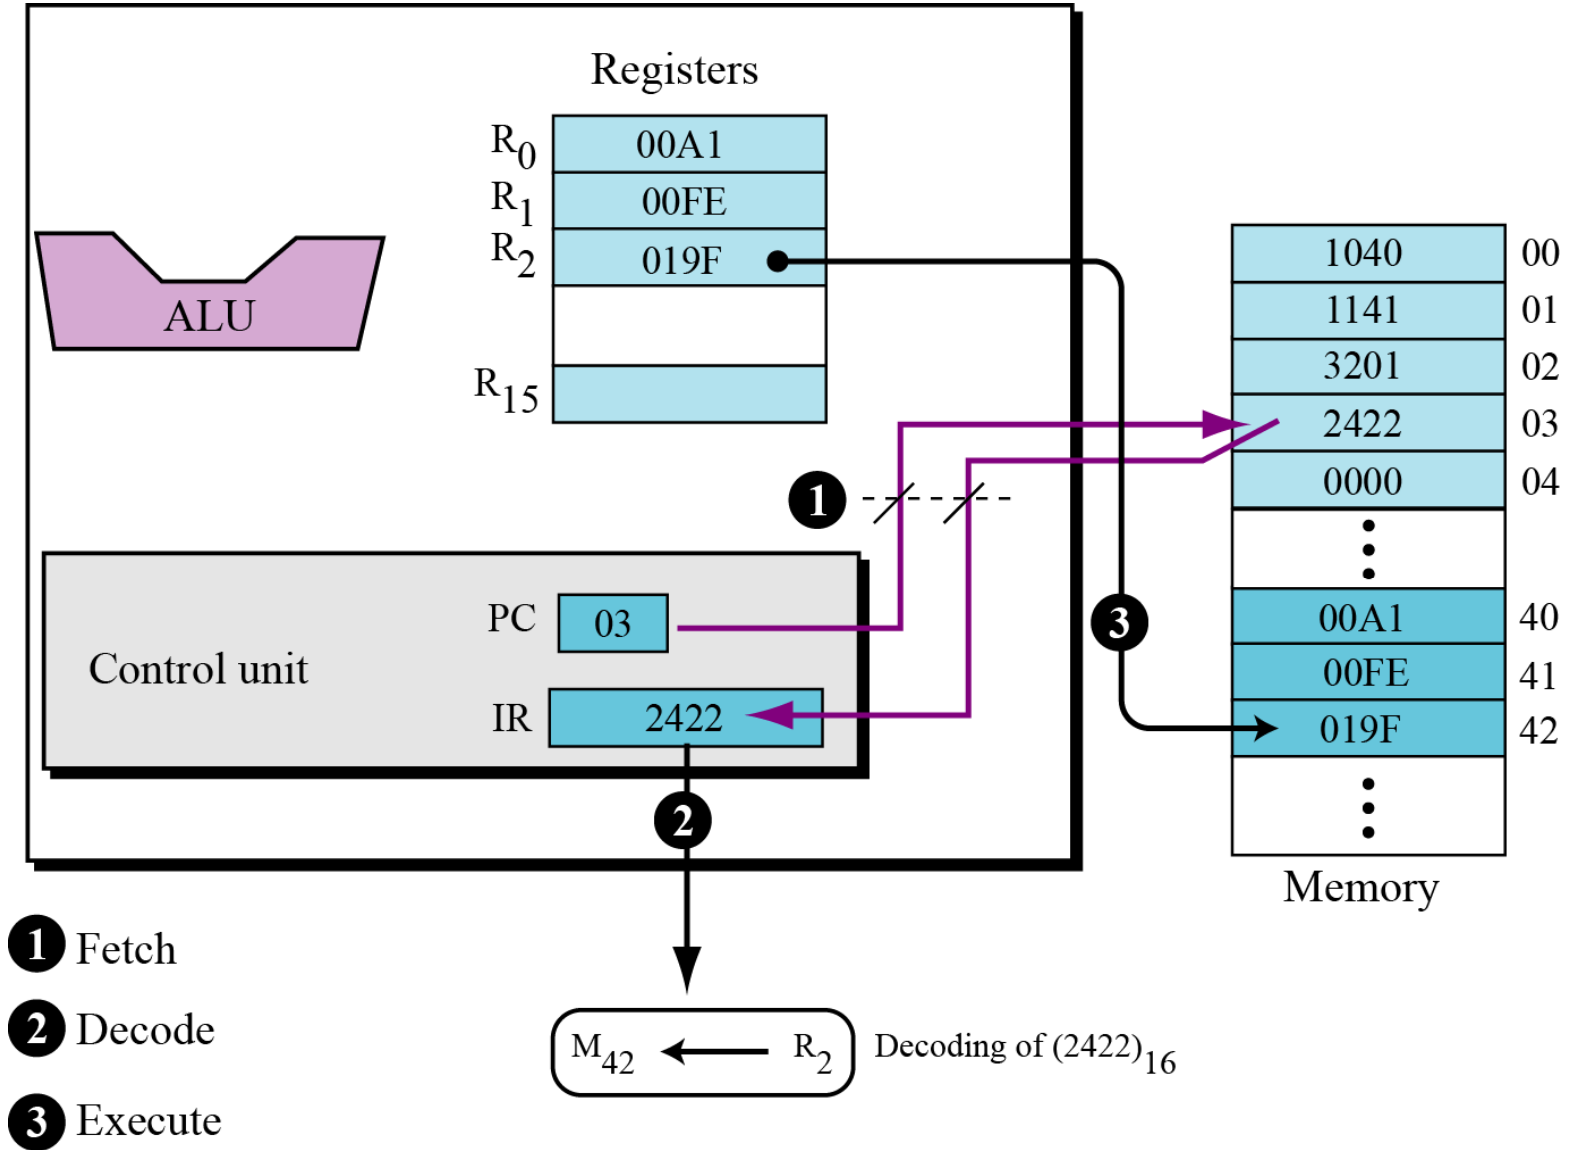 Registers
R0 00A1
R1 00FE
R2 019F
R15
ALU
1
Control unit
PC 03
IR 2422
2
3
1040 00
1141 01
3201 02
2422 03
0000 04
00A1 40
00FE 41
019F 42
Memory
1 Fetch
2 Decode
3 Execute
M42 R2 Decoding of (2422)16